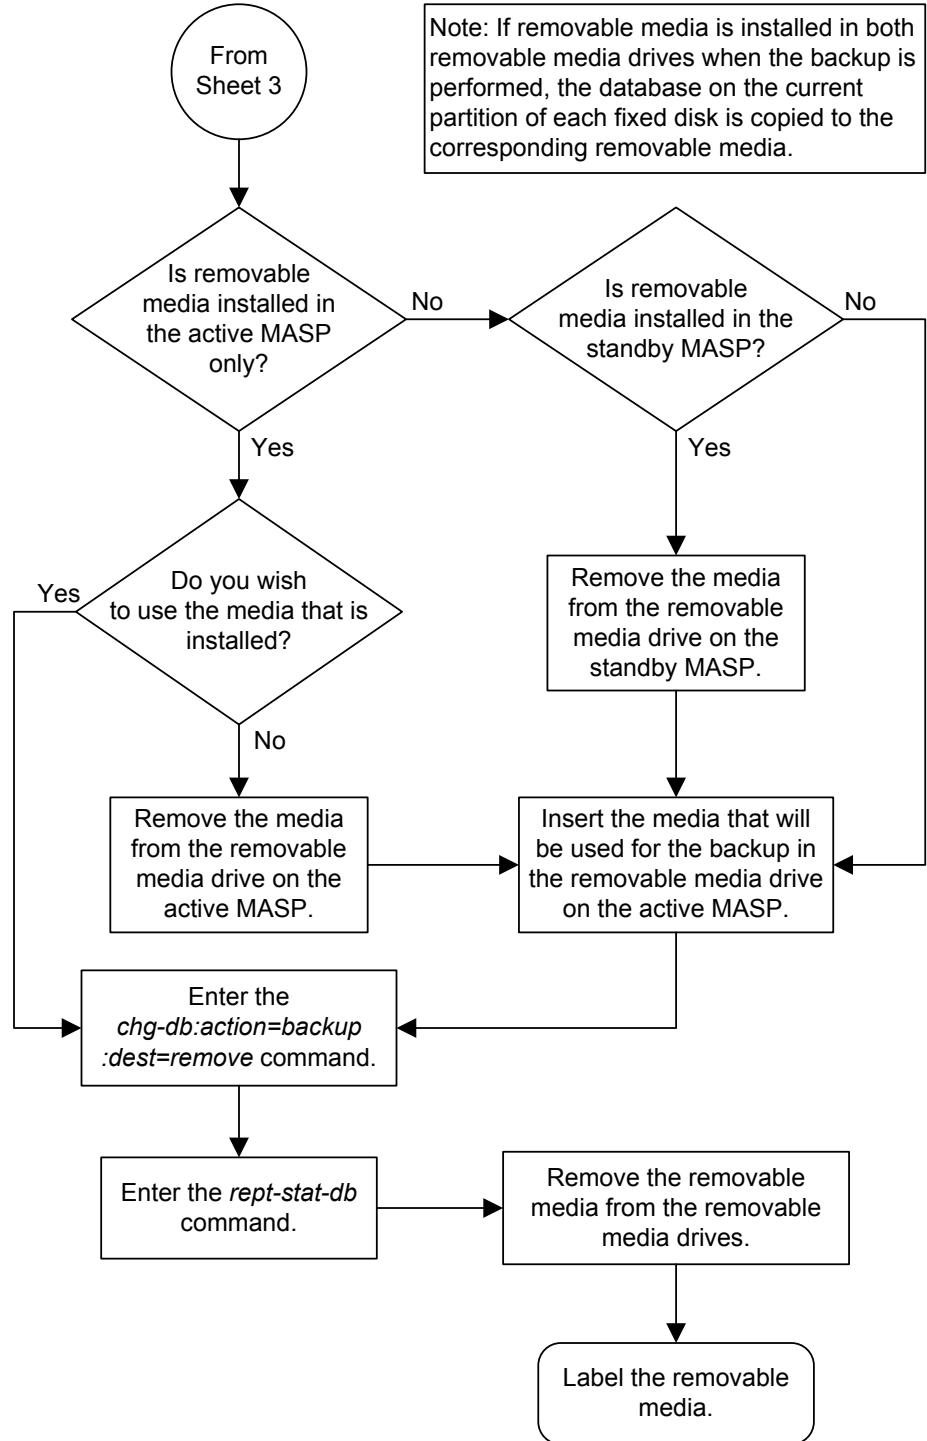 From
Sheet 3
Note: If removable media is installed in both
removable media drives when the backup is
performed, the database on the current
partition of each fixed disk is copied to the
corresponding removable media.
Is removable
media installed in
the active MASP
only?
No
Is removable
media installed in the
standby MASP?
No
Yes
Yes
Yes
Do you wish
to use the media that is
installed?
Remove the media
from the removable
media drive on the
standby MASP.
No
Remove the media
from the removable
media drive on the
active MASP.
Insert the media that will
be used for the backup in
the removable media drive
on the active MASP.
Enter the
chg-db:action=backup
:dest=remove command.
Enter the rept-stat-db
command.
Remove the removable
media from the removable
media drives.
Label the removable
media.